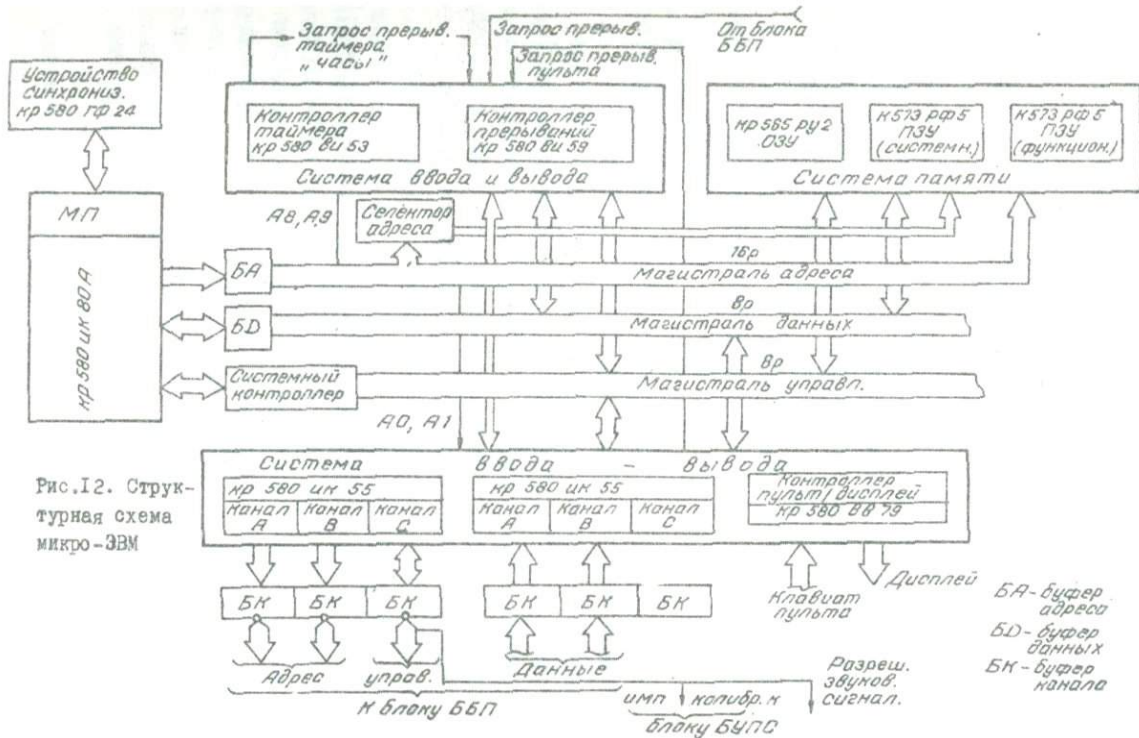 Запрос прерыв.
таймера
„часы"
Запрос прерыв.
От блока
ББП
Запрос прерыв.
пульта
Устройство
синхрониз.
кр 580 гф 24
Контроллер
таймера
кр 580 ви 53
Контроллер
прерываний
кр 580 ви 59
Система ввода и вывода
кр 565 ру 2
ОЗУ
к 573 рф 5
ПЗУ
(системн.)
к 573 рф 5
ПЗУ
(функцион.)
Система памяти
МП
кр 580 ик 80 А
А8, А9
Селектор
адреса
БА
16р
Магистраль адреса
БD
8р
Магистраль данных
Системный
контроллер
8р
Магистраль управл.
А0, А1
Рис.12. Струк-
турная схема
микро-ЭВМ
Система ввода - вывода
кр 580 ик 55
канал А
канал В
канал С
кр 580 ик 55
канал А
канал В
канал С
Контроллер
пульт/дисплей
кр 580 вв 79
БК
БК
БК
БК
БК
БК
Клавиат
пульта
Дисплей
БА - буфер
адреса
БD - буфер
данных
БК - буфер
канала
Адрес
управ.
Данные
К блоку ББП
имп
колибр. к
блоку БУПС
Разреш.
звуков.
сигнал.